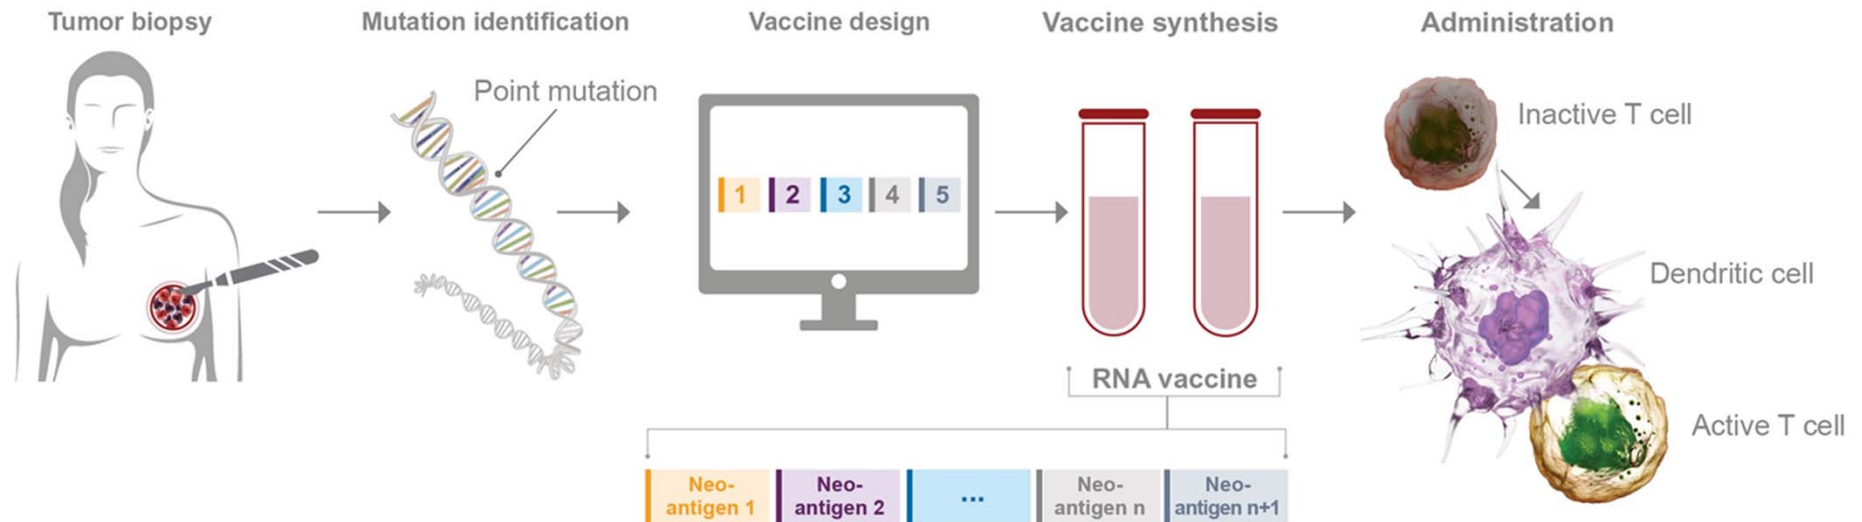 Tumor biopsy
Mutation identification
Vaccine design
Vaccine synthesis
Administration
Point mutation
1 2 3 4 5
Inactive T cell
Dendritic cell
Active T cell
RNA vaccine
Neo-
antigen 1
Neo-
antigen 2
...
Neo-
antigen n
Neo-
antigen n+1